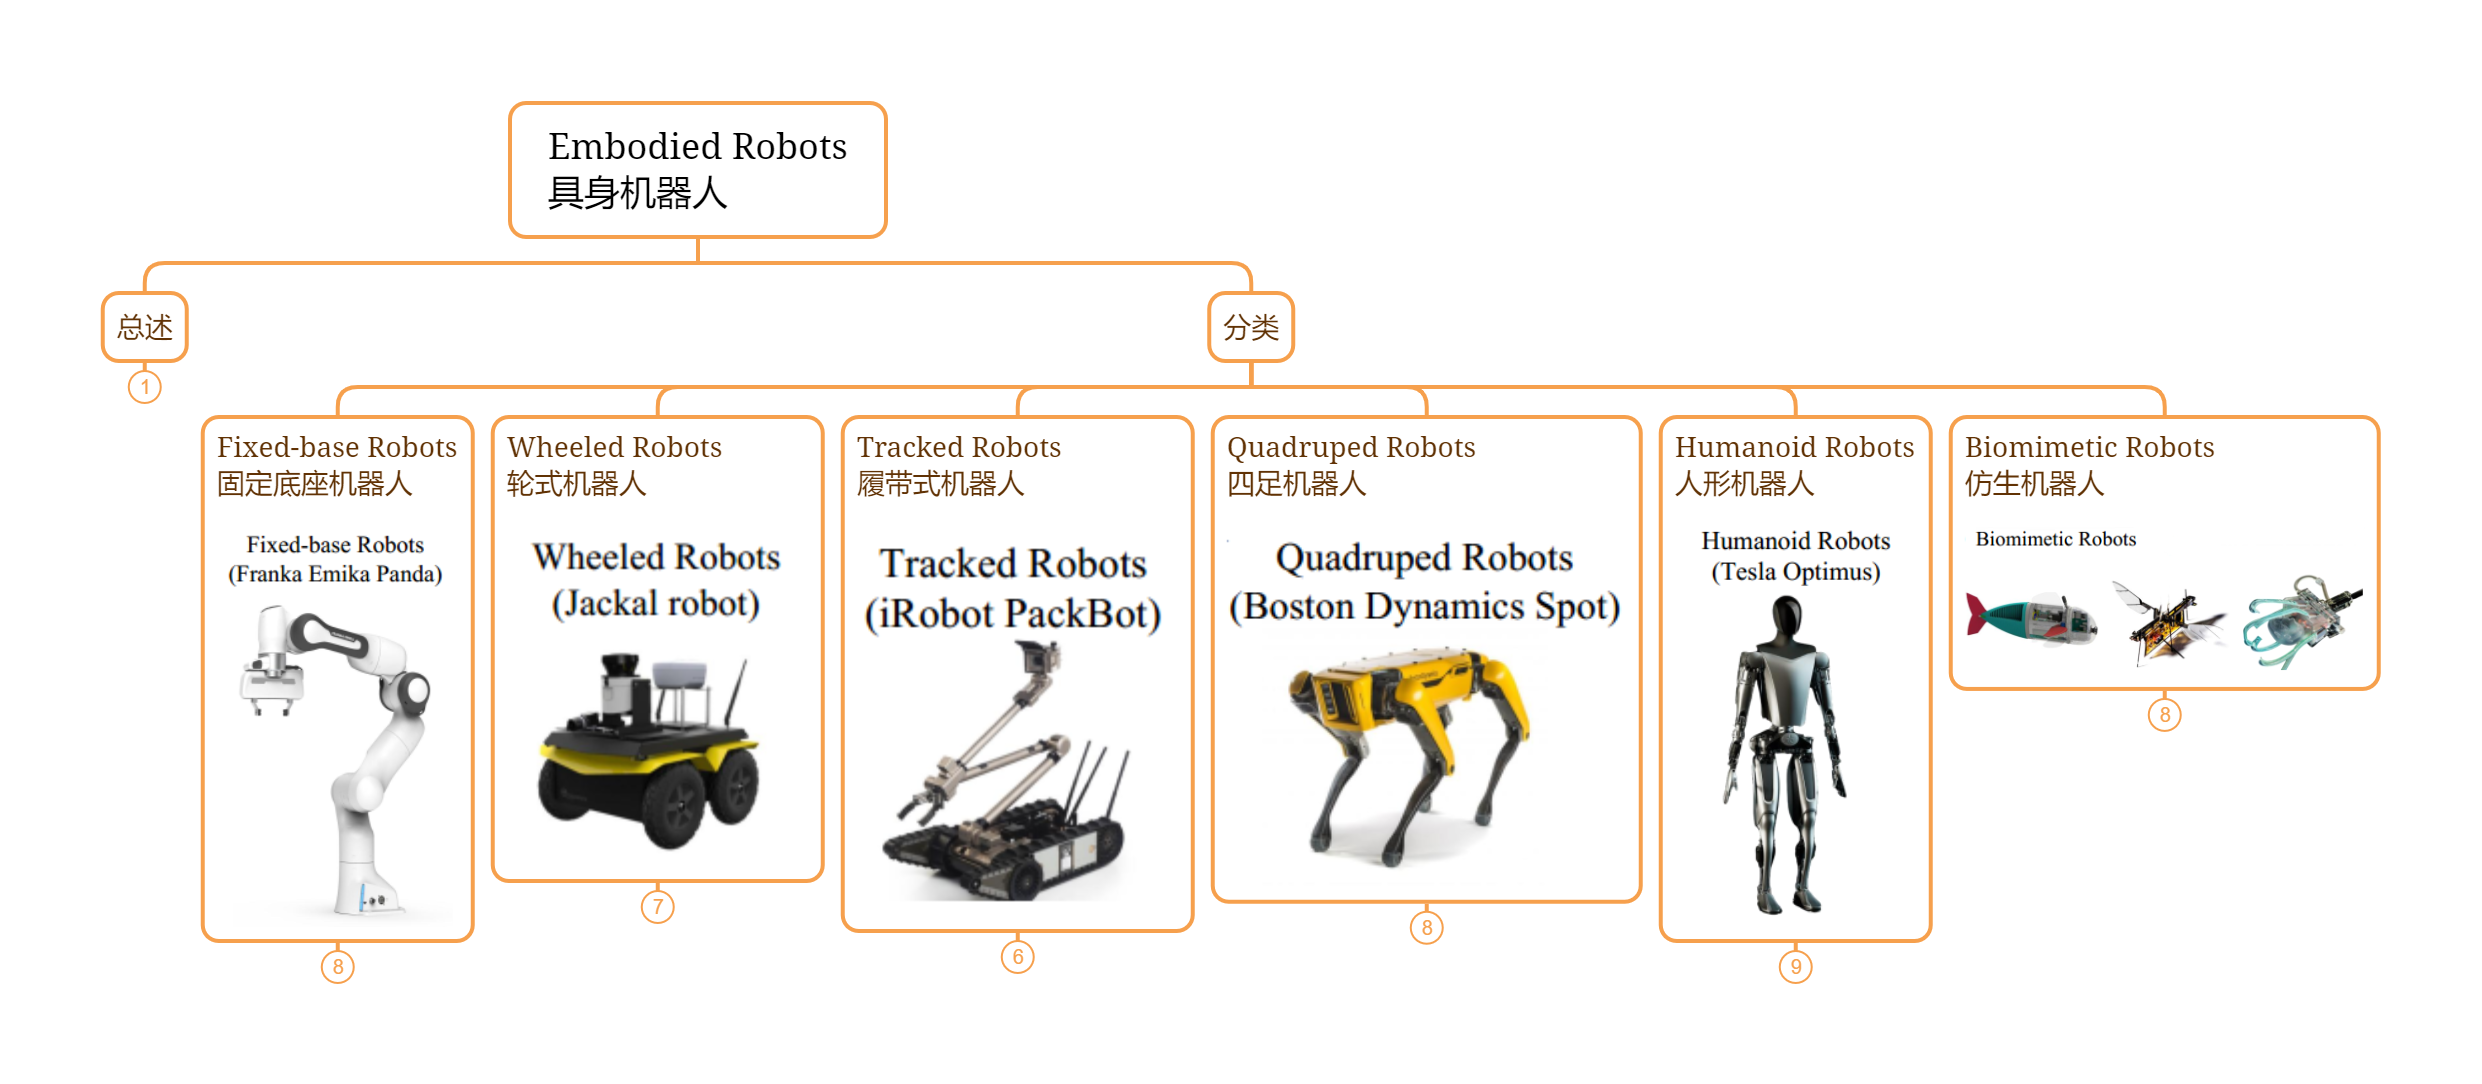 Embodied Robots
具身机器人
总述
1
分类
Fixed-base Robots
固定底座机器人
Fixed-base Robots
(Franka Emika Panda)
8
Wheeled Robots
轮式机器人
Wheeled Robots
(Jackal robot)
7
Tracked Robots
履带式机器人
Tracked Robots
(iRobot PackBot)
6
Quadruped Robots
四足机器人
Quadruped Robots
(Boston Dynamics Spot)
8
Humanoid Robots
人形机器人
Humanoid Robots
(Tesla Optimus)
9
Biomimetic Robots
仿生机器人
Biomimetic Robots
8